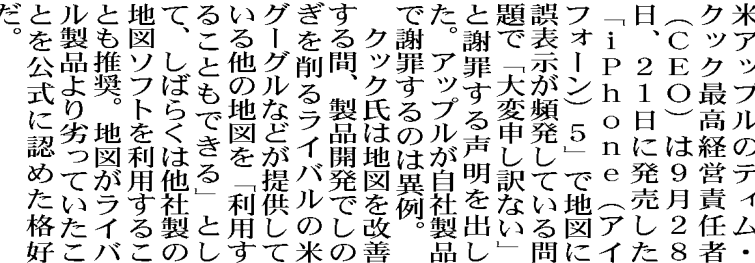 米アップルのティム・
クック最高経営責任者
（ＣＥＯ）は９月２８
日、２１日に発売した
「ｉＰｈｏｎｅ（アイ
フォーン）５」で地図に
誤表示が頻発している問
題で「大変申し訳ない」
と謝罪する声明を出し
た。アップルが自社製品
で謝罪するのは異例。
　クック氏は地図を改善
する間、製品開発でしの
ぎを削るライバルの米
グーグルなどが提供して
いる他の地図を「利用す
ることもできる」とし
て、しばらくは他社製の
地図ソフトを利用するこ
とも推奨。地図がライバ
ル製品より劣っていたこ
とを公式に認めた格好
だ。